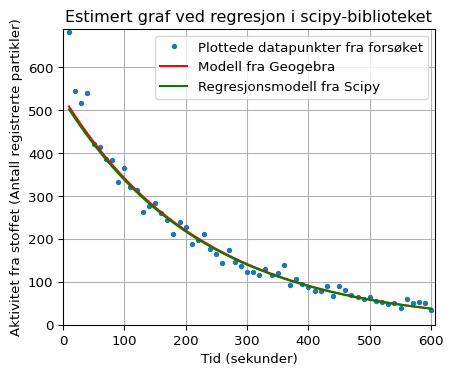 Estimert graf ved regresjon i scipy-biblioteket
Aktivitet fra stoffet (Antall registrerte partikler)
Plottede datapunkter fra forsøket
Modell fra Geogebra
Regresjonsmodell fra Scipy
600
500
400
300
200
100
0
0 100 200 300 400 500 600
Tid (sekunder)